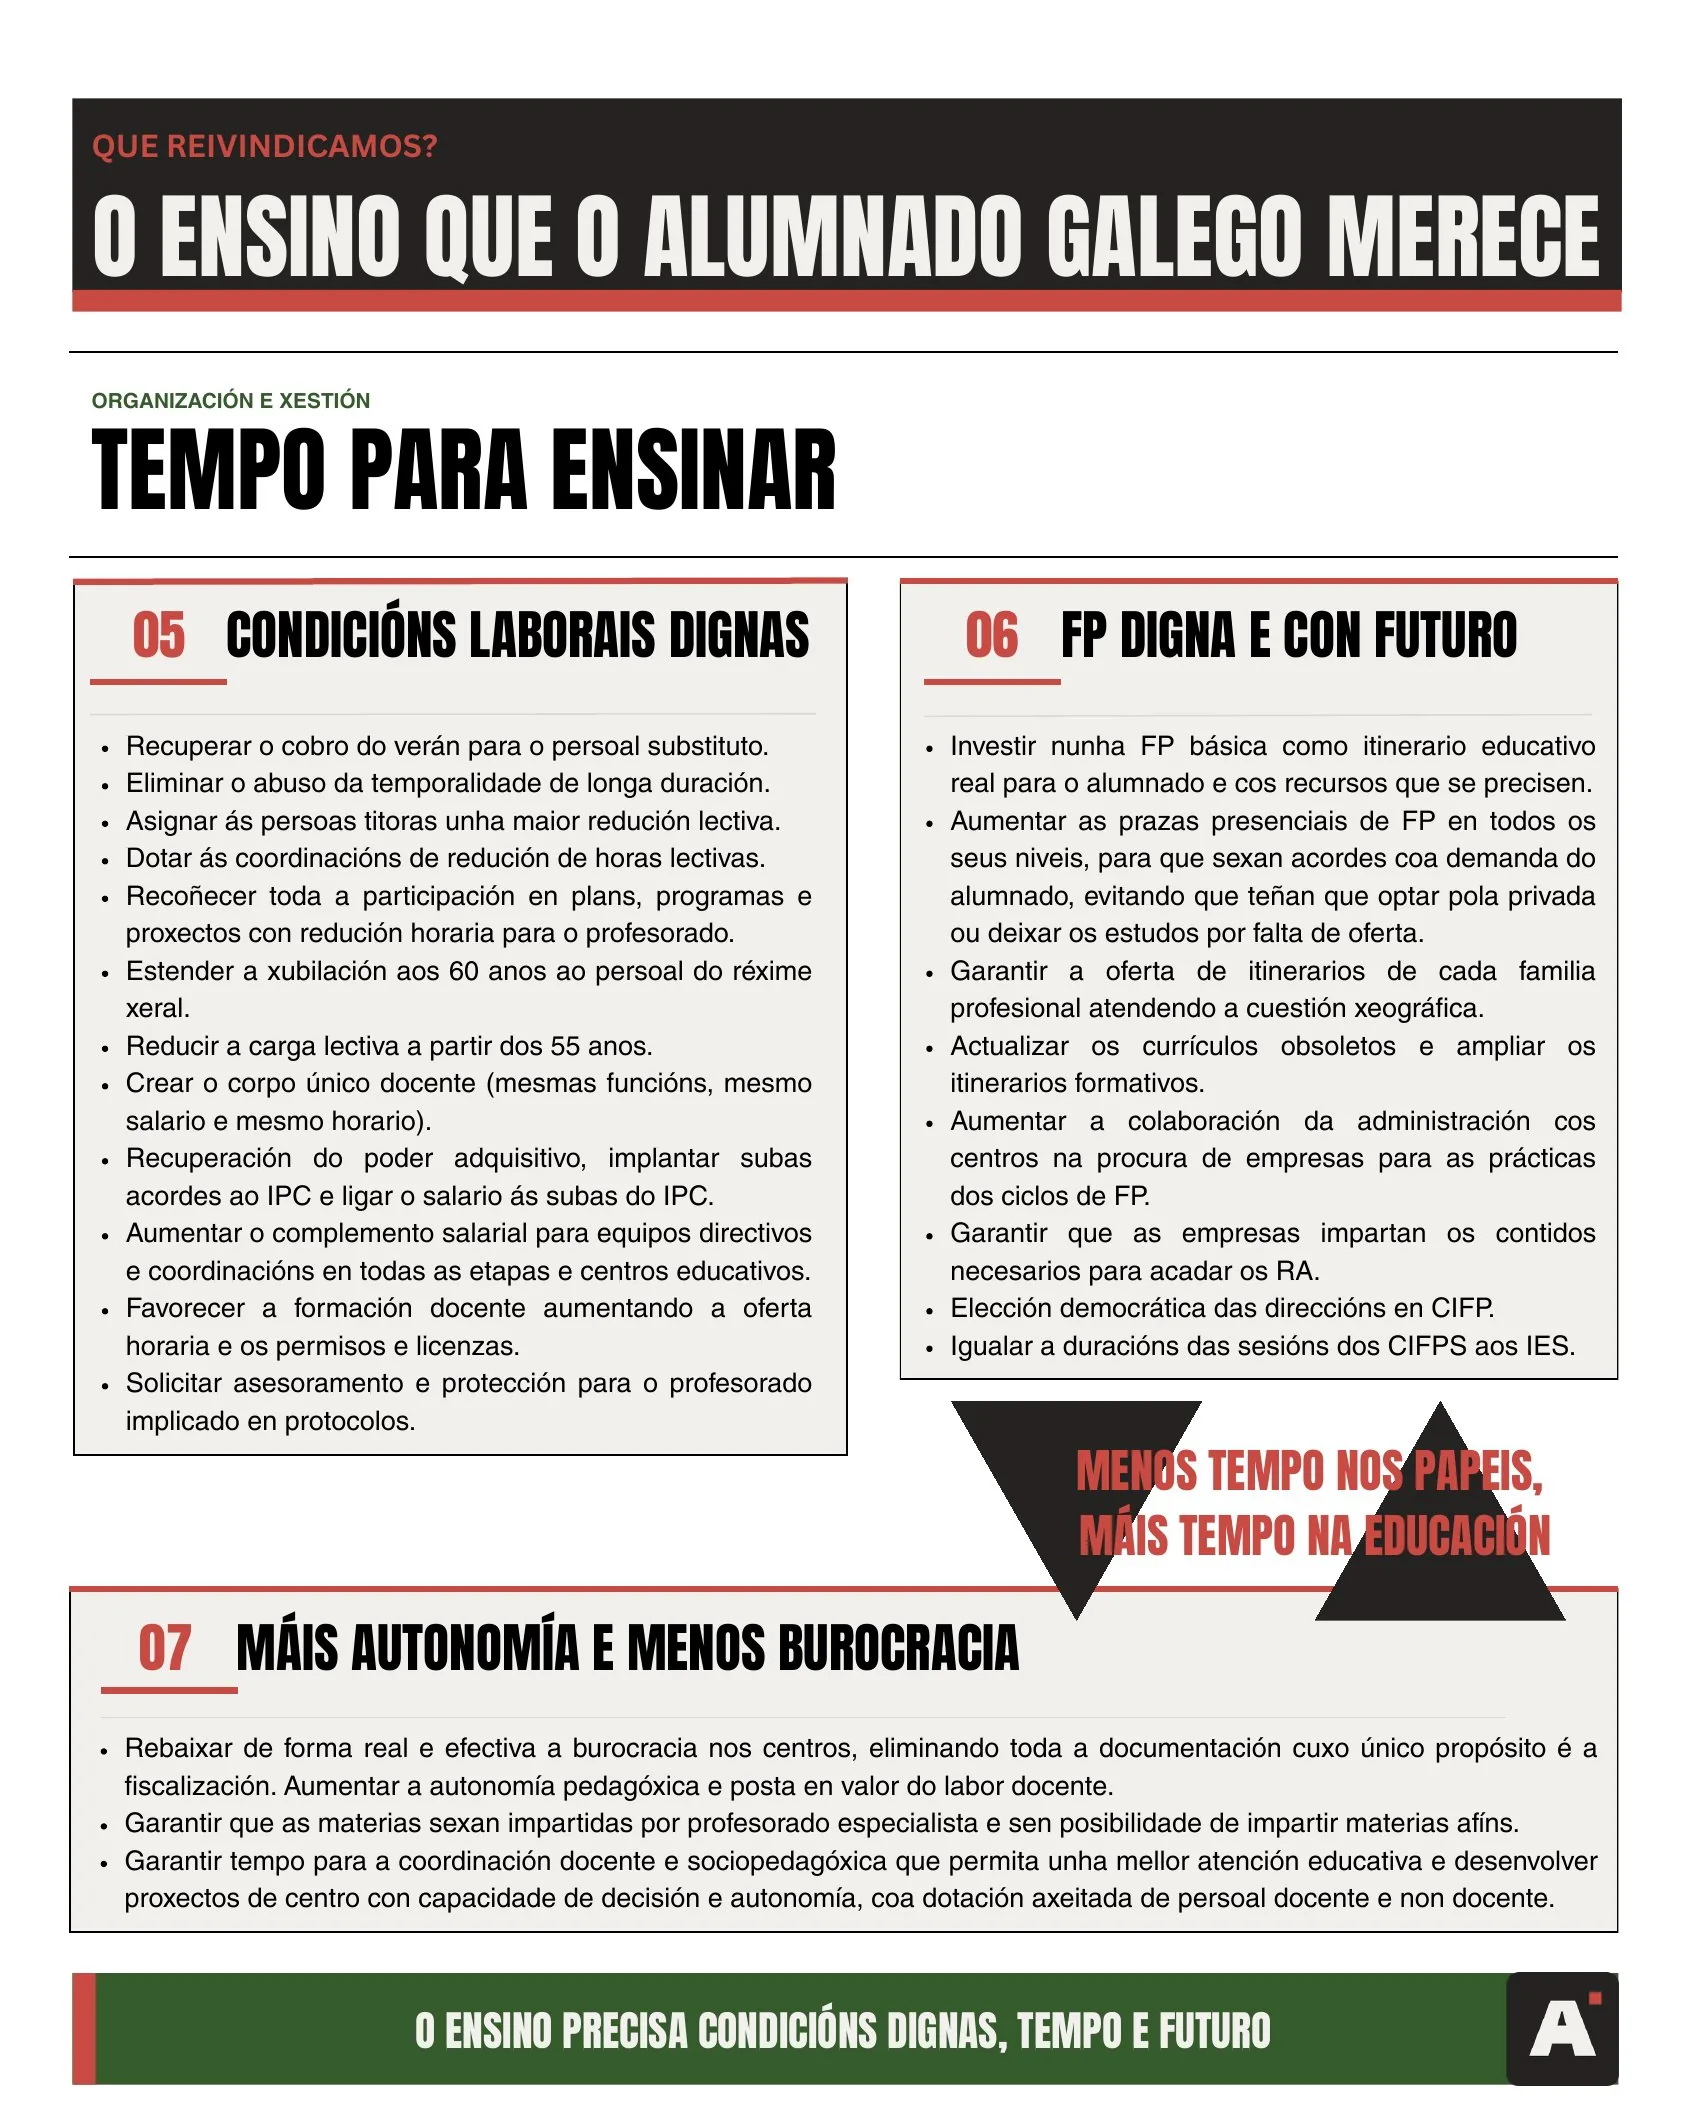 QUE REIVINDICAMOS?
O ENSINO QUE O ALUMNADO GALEGO MERECE
ORGANIZACIÓN E XESTIÓN
TEMPO PARA ENSINAR
05 CONDICIÓNS LABORAIS DIGNAS
• Recuperar o cobro do verán para o persoal substituto.
• Eliminar o abuso da temporalidade de longa duración.
• Asignar ás persoas titoras unha maior redución lectiva.
• Dotar ás coordinacións de redución de horas lectivas.
• Recoñecer toda a participación en plans, programas e
proxectos con redución horaria para o profesorado.
• Estender a xubilación aos 60 anos ao persoal do réxime
xeral.
• Reducir a carga lectiva a partir dos 55 anos.
• Crear o corpo único docente (mesmas funcións, mesmo
salario e mesmo horario).
• Recuperación do poder adquisitivo, implantar subas
acordes ao IPC e ligar o salario ás subas do IPC.
• Aumentar o complemento salarial para equipos directivos
e coordinacións en todas as etapas e centros educativos.
• Favorecer a formación docente aumentando a oferta
horaria e os permisos e licenzas.
• Solicitar asesoramento e protección para o profesorado
implicado en protocolos.
06 FP DIGNA E CON FUTURO
• Investir nunha FP básica como itinerario educativo
real para o alumnado e cos recursos que se precisen.
• Aumentar as prazas presenciais de FP en todos os
seus niveis, para que sexan acordes coa demanda do
alumnado, evitando que teñan que optar pola privada
ou deixar os estudos por falta de oferta.
• Garantir a oferta de itinerarios de cada familia
profesional atendendo a cuestión xeográfica.
• Actualizar os currículos obsoletos e ampliar os
itinerarios formativos.
• Aumentar a colaboración da administración cos
centros na procura de empresas para as prácticas
dos ciclos de FP.
• Garantir que as empresas impartan os contidos
necesarios para acadar os RA.
• Elección democrática das direccións en CIFP.
• Igualar a duracións das sesións dos CIFPS aos IES.
MENOS TEMPO NOS PAPEIS,
MÁIS TEMPO NA EDUCACIÓN
07 MÁIS AUTONOMÍA E MENOS BUROCRACIA
• Rebaixar de forma real e efectiva a burocracia nos centros, eliminando toda a documentación cuxo único propósito é a
fiscalización. Aumentar a autonomía pedagóxica e posta en valor do labor docente.
• Garantir que as materias sexan impartidas por profesorado especialista e sen posibilidade de impartir materias afíns.
• Garantir tempo para a coordinación docente e sociopedagóxica que permita unha mellor atención educativa e desenvolver
proxectos de centro con capacidade de decisión e autonomía, coa dotación axeitada de persoal docente e non docente.
O ENSINO PRECISA CONDICIÓNS DIGNAS, TEMPO E FUTURO
A